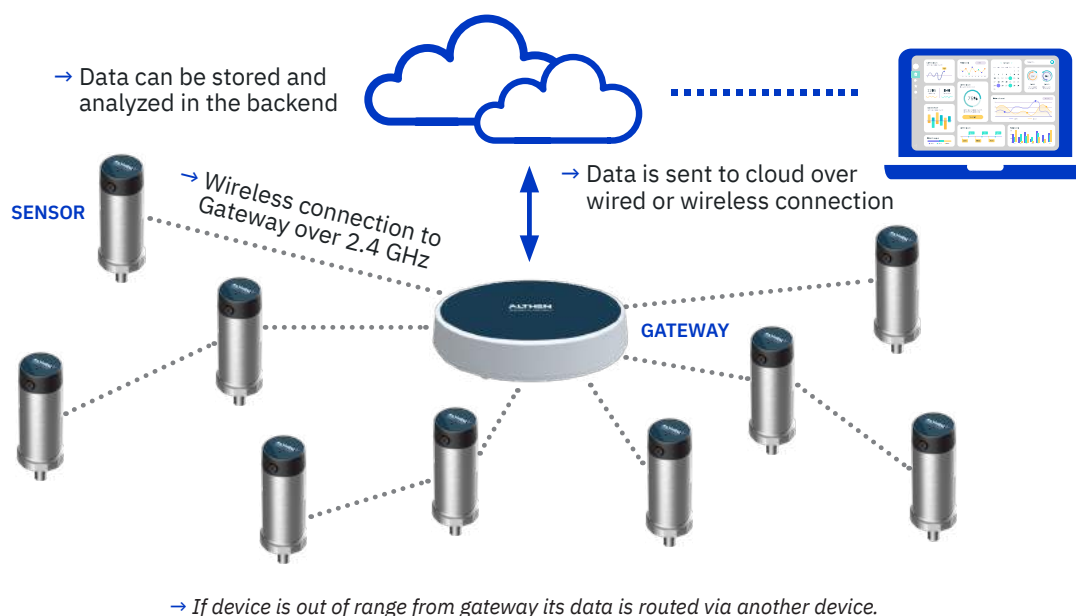 → Data can be stored and
analyzed in the backend
→ Data is sent to cloud over
wired or wireless connection
SENSOR
→ Wireless connection to
Gateway over 2.4 GHz
ALTHEN
GATEWAY
→ If device is out of range from gateway its data is routed via another device.